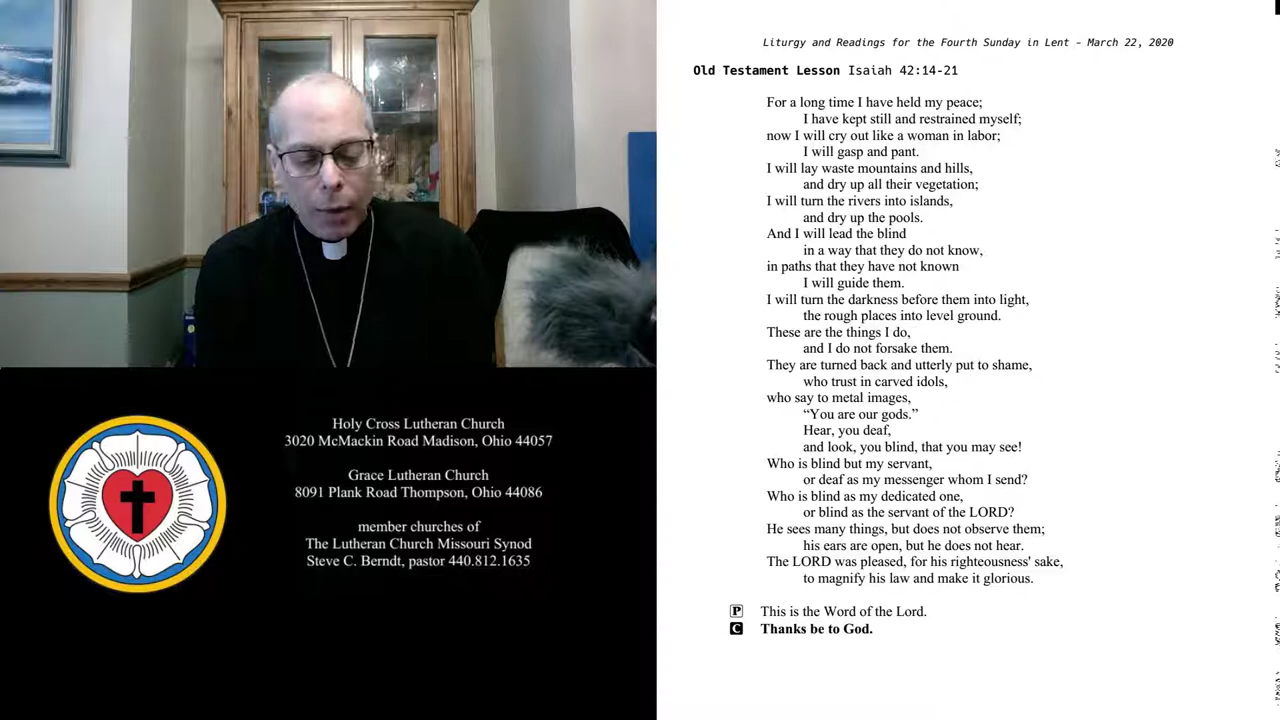 Liturgy and Readings for the Fourth Sunday in Lent - March 22, 2020
Old Testament Lesson Isaiah 42:14-21
For a long time I have held my peace;
I have kept still and restrained myself;
now I will cry out like a woman in labor;
I will gasp and pant.
I will lay waste mountains and hills,
and dry up all their vegetation;
I will turn the rivers into islands,
and dry up the pools.
And I will lead the blind
in a way that they do not know,
in paths that they have not known
I will guide them.
I will turn the darkness before them into light,
the rough places into level ground.
These are the things I do,
and I do not forsake them.
They are turned back and utterly put to shame,
who trust in carved idols,
who say to metal images,
“You are our gods.”
Hear, you deaf,
and look, you blind, that you may see!
Who is blind but my servant,
or deaf as my messenger whom I send?
Who is blind as my dedicated one,
or blind as the servant of the LORD?
He sees many things, but does not observe them;
his ears are open, but he does not hear.
The LORD was pleased, for his righteousness' sake,
to magnify his law and make it glorious.
P This is the Word of the Lord.
C Thanks be to God.
Holy Cross Lutheran Church
3020 McMackin Road Madison, Ohio 44057
Grace Lutheran Church
8091 Plank Road Thompson, Ohio 44086
member churches of
The Lutheran Church Missouri Synod
Steve C. Berndt, pastor 440.812.1635